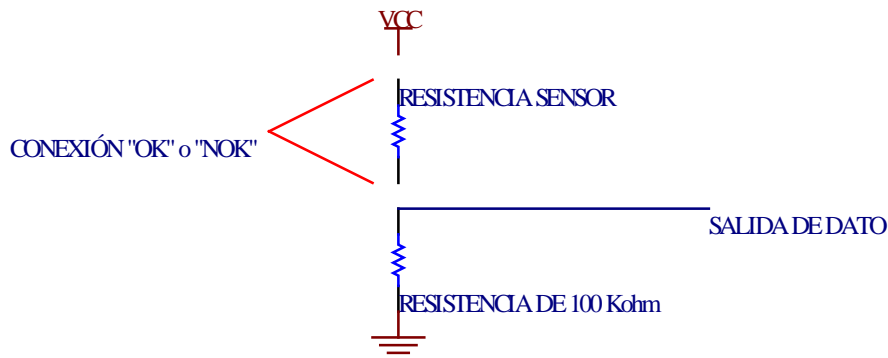 VCC
RESISTENCIA SENSOR
CONEXIÓN "OK" o "NOK"
SALIDA DE DATO
RESISTENCIA DE 100 Kohm